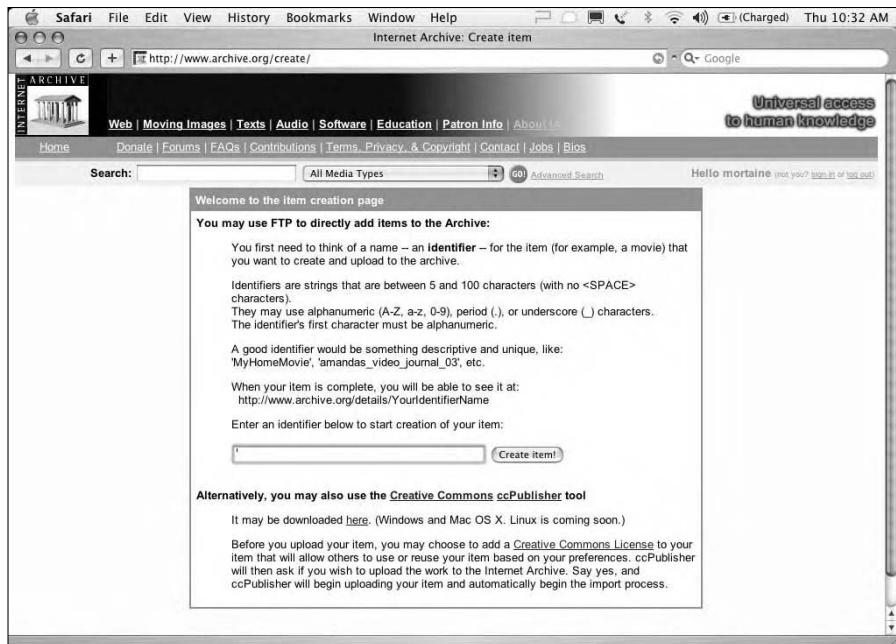 Safari File Edit View History Bookmarks Window Help (Charged) Thu 10:32 AM
Internet Archive: Create item
http://www.archive.org/create/ Google
INTERNET ARCHIVE
Universal access
to human knowledge
Web | Moving Images | Texts | Audio | Software | Education | Patron Info | About IA
Home Donate | Forums | FAQs | Contributions | Terms, Privacy, & Copyright | Contact | Jobs | Bios
Search: All Media Types GO! Advanced Search Hello mortaine (not you? sign in or log out)
Welcome to the item creation page
You may use FTP to directly add items to the Archive:
You first need to think of a name -- an identifier -- for the item (for example, a movie) that
you want to create and upload to the archive.
Identifiers are strings that are between 5 and 100 characters (with no <SPACE>
characters).
They may use alphanumeric (A-Z, a-z, 0-9), period (.), or underscore (_) characters.
The identifier's first character must be alphanumeric.
A good identifier would be something descriptive and unique, like:
'MyHomeMovie', 'amandas_video_journal_03', etc.
When your item is complete, you will be able to see it at:
http://www.archive.org/details/YourIdentifierName
Enter an identifier below to start creation of your item:
Create item!
Alternatively, you may also use the Creative Commons ccPublisher tool
It may be downloaded here. (Windows and Mac OS X. Linux is coming soon.)
Before you upload your item, you may choose to add a Creative Commons License to your
item that will allow others to use or reuse your item based on your preferences. ccPublisher
will then ask if you wish to upload the work to the Internet Archive. Say yes, and
ccPublisher will begin uploading your item and automatically begin the import process.